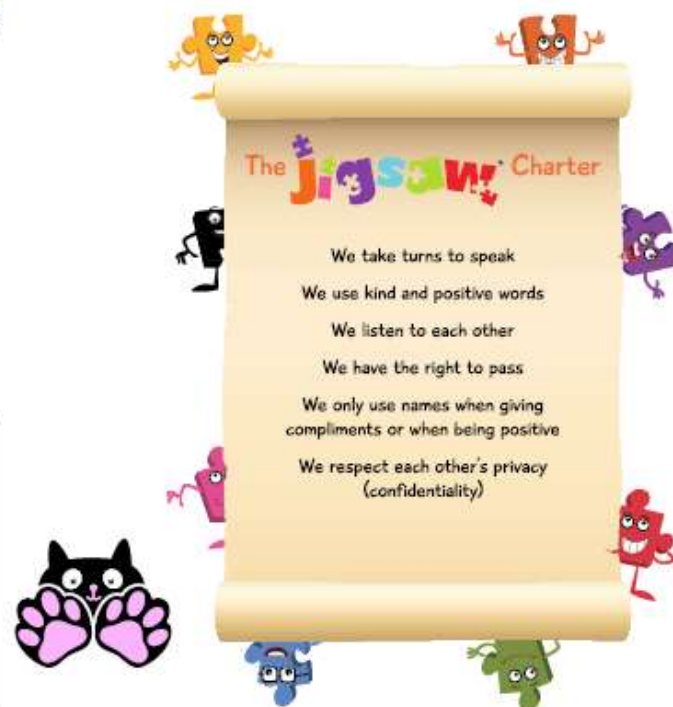 The Jigsaw Charter
We take turns to speak
We use kind and positive words
We listen to each other
We have the right to pass
We only use names when giving
compliments or when being positive
We respect each other's privacy
(confidentiality)